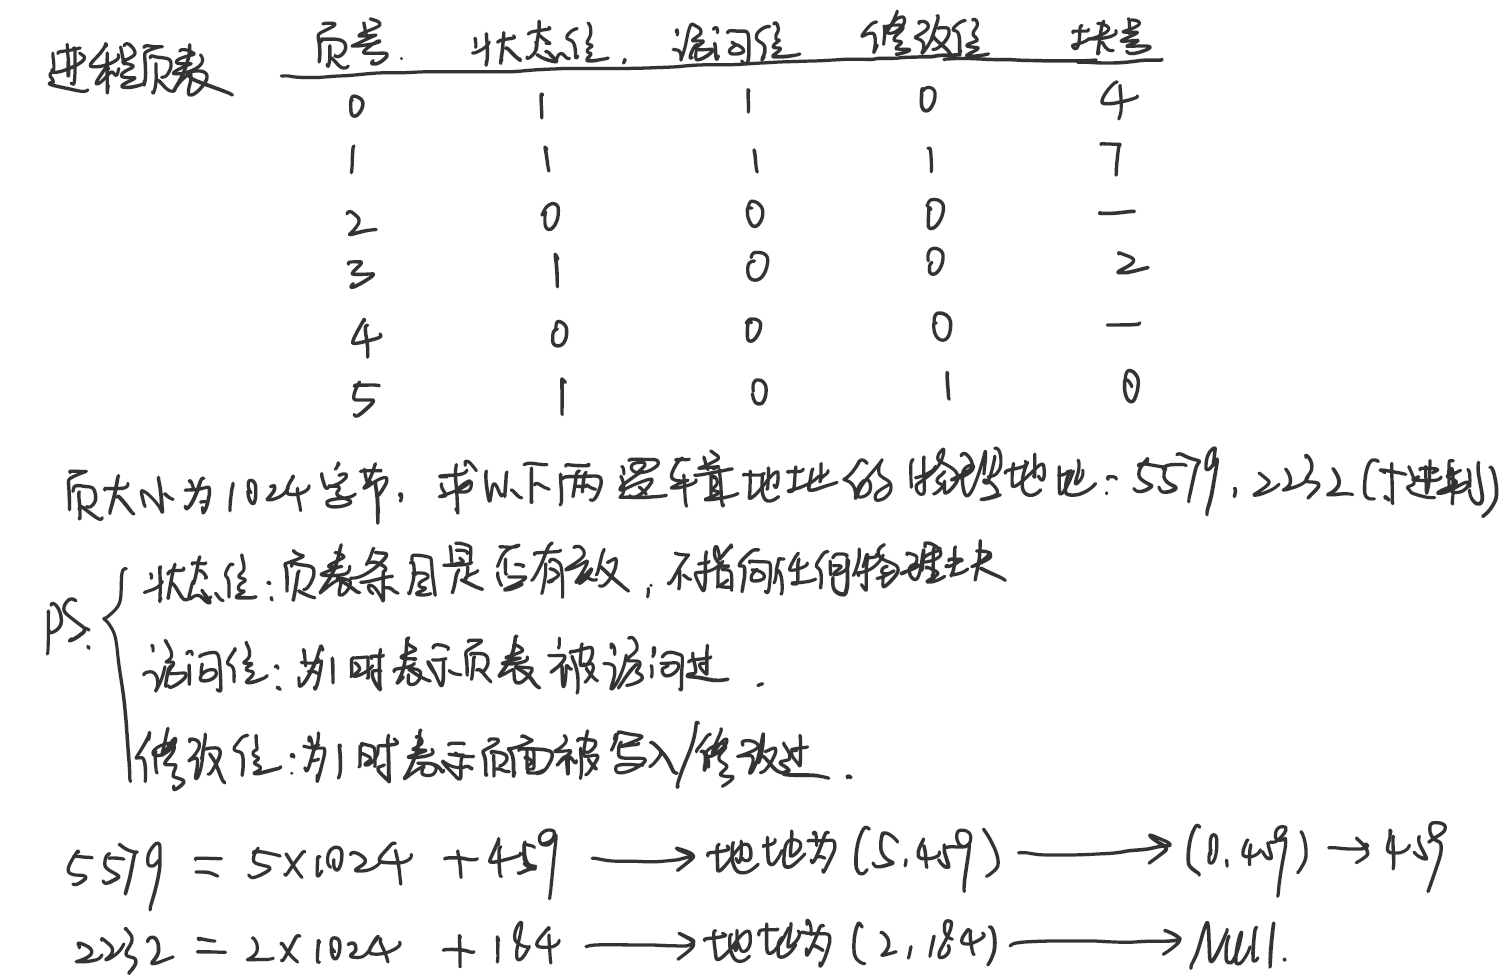 进程页表 页号. 状态位. 访问位 修改位 块号
0 1 1 0 4
1 1 1 1 7
2 0 0 0 —
3 1 0 0 2
4 0 0 0 —
5 1 0 1 0
页大小为1024字节, 求以下两逻辑地址的物理地址: 5579, 2232(十进制)
PS:
状态位: 页表条目是否有效, 不指向任何物理块
访问位: 为1时表示页表被访问过.
修改位: 为1时表示页面被写入/修改过.
5579 = 5×1024 + 459 → 地址为 (5,459) → (0,459) → 459
2232 = 2×1024 + 184 → 地址为 (2,184) → Null.